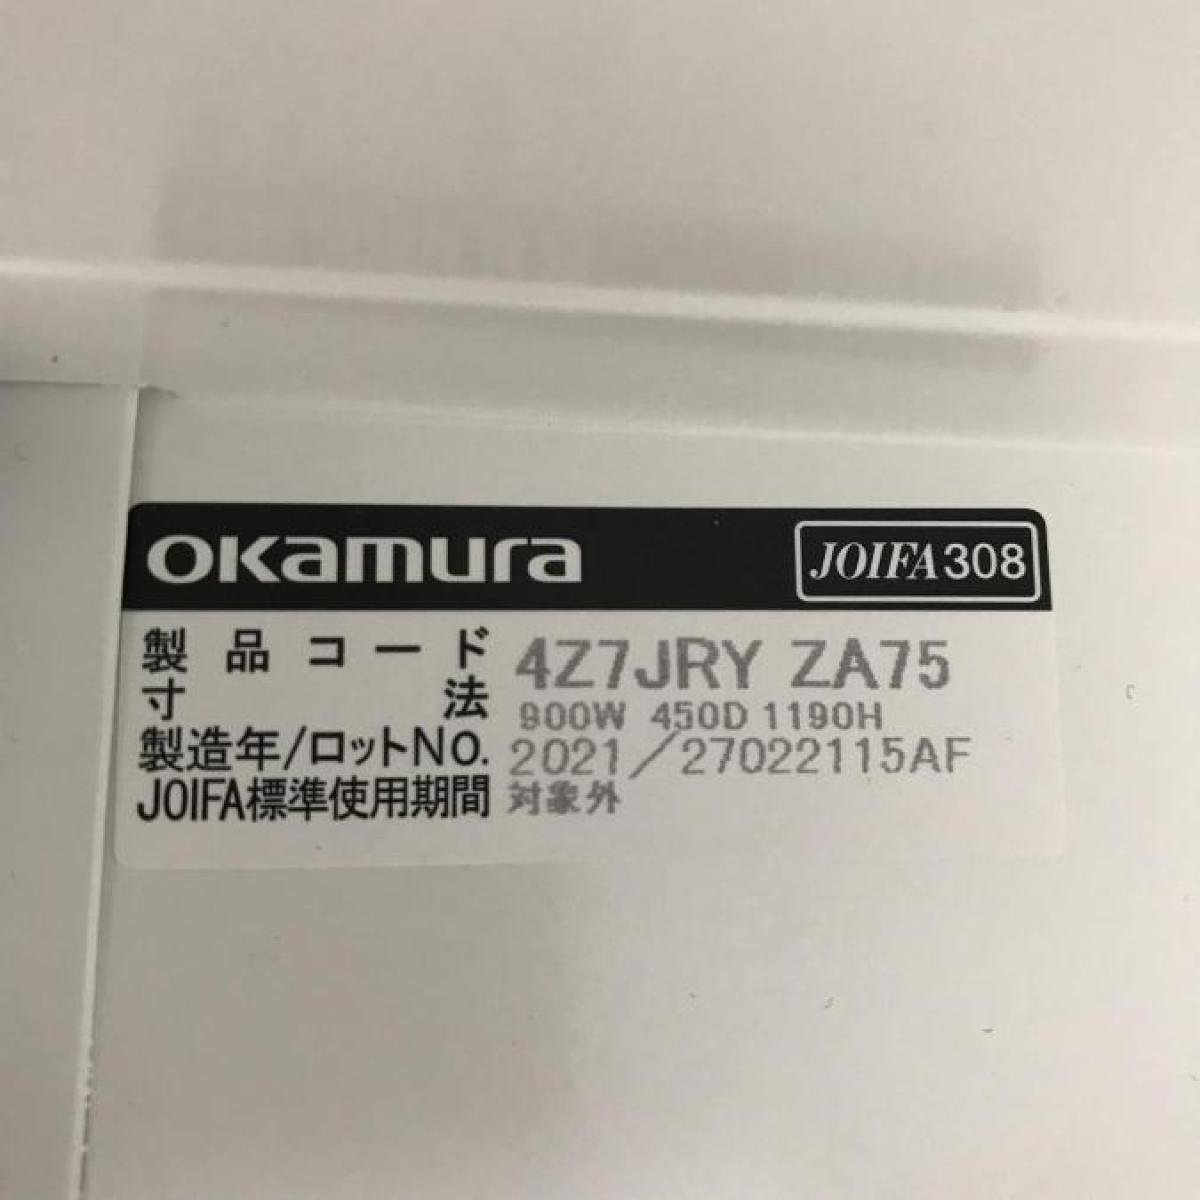 okamura JOIFA308
製品コード 4Z7JRY ZA75
寸法 900W 450D 1190H
製造年/ロットNo. 2021/27022115AF
JOIFA標準使用期間 対象外